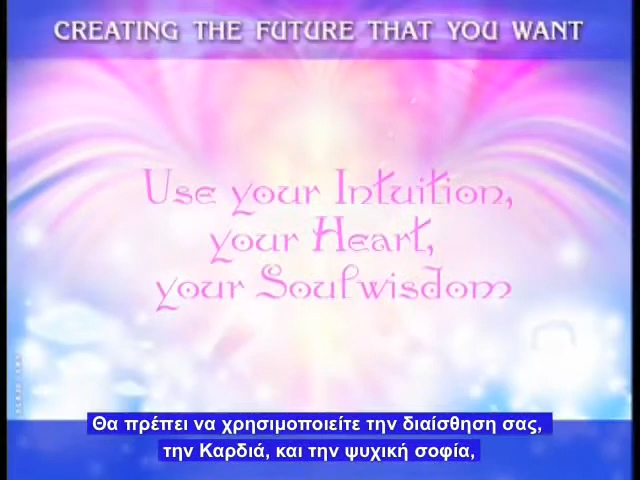 CREATING THE FUTURE THAT YOU WANT
Use your Intuition,
your Heart,
your Soulwisdom
Θα πρέπει να χρησιμοποιείτε την διαίσθηση σας,
την Καρδιά, και την ψυχική σοφία,